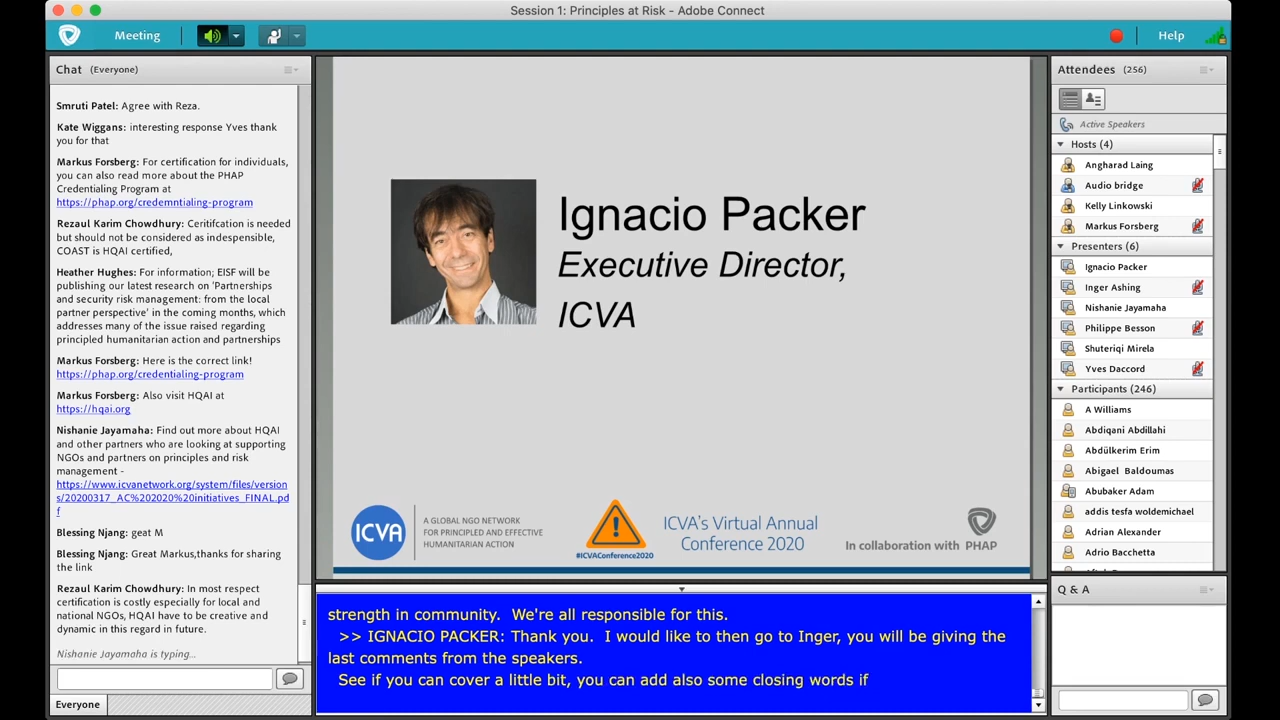 Session 1: Principles at Risk - Adobe Connect
Meeting
Help
Chat (Everyone)
Smruti Patel: Agree with Reza.
Kate Wiggans: interesting response Yves thank
you for that
Markus Forsberg: For certification for individuals,
you can also read more about the PHAP
Credentialing Program at
https://phap.org/credemntialing-program
Rezaul Karim Chowdhury: Ceritifcation is needed
but should not be considered as indespensible,
COAST is HQAI certified,
Heather Hughes: For information; EISF will be
publishing our latest research on 'Partnerships
and security risk management: from the local
partner perspective' in the coming months, which
addresses many of the issue raised regarding
principled humanitarian action and partnerships
Markus Forsberg: Here is the correct link!
https://phap.org/credentialing-program
Markus Forsberg: Also visit HQAI at
https://hqai.org
Nishanie Jayamaha: Find out more about HQAI
and other partners who are looking at supporting
NGOs and partners on principles and risk
management -
https://www.icvanetwork.org/system/files/version
s/20200317_AC%202020%20initiatives_FINAL.pd
f
Blessing Njang: geat M
Blessing Njang: Great Markus,thanks for sharing
the link
Rezaul Karim Chowdhury: In most respect
certification is costly especially for local and
national NGOs, HQAI have to be creative and
dynamic in this regard in future.
Nishanie Jayamaha is typing...
Everyone
Ignacio Packer
Executive Director,
ICVA
ICVA
A GLOBAL NGO NETWORK
FOR PRINCIPLED AND EFFECTIVE
HUMANITARIAN ACTION
#ICVAConference2020
ICVA's Virtual Annual
Conference 2020
In collaboration with PHAP
strength in community. We're all responsible for this.
>> IGNACIO PACKER: Thank you. I would like to then go to Inger, you will be giving the
last comments from the speakers.
See if you can cover a little bit, you can add also some closing words if
Attendees (256)
Active Speakers
Hosts (4)
Angharad Laing
Audio bridge
Kelly Linkowski
Markus Forsberg
Presenters (6)
Ignacio Packer
Inger Ashing
Nishanie Jayamaha
Philippe Besson
Shuteriqi Mirela
Yves Daccord
Participants (246)
A Williams
Abdiqani Abdillahi
Abdülkerim Erim
Abigael Baldoumas
Abubaker Adam
addis tesfa woldemichael
Adrian Alexander
Adrio Bacchetta
Q & A